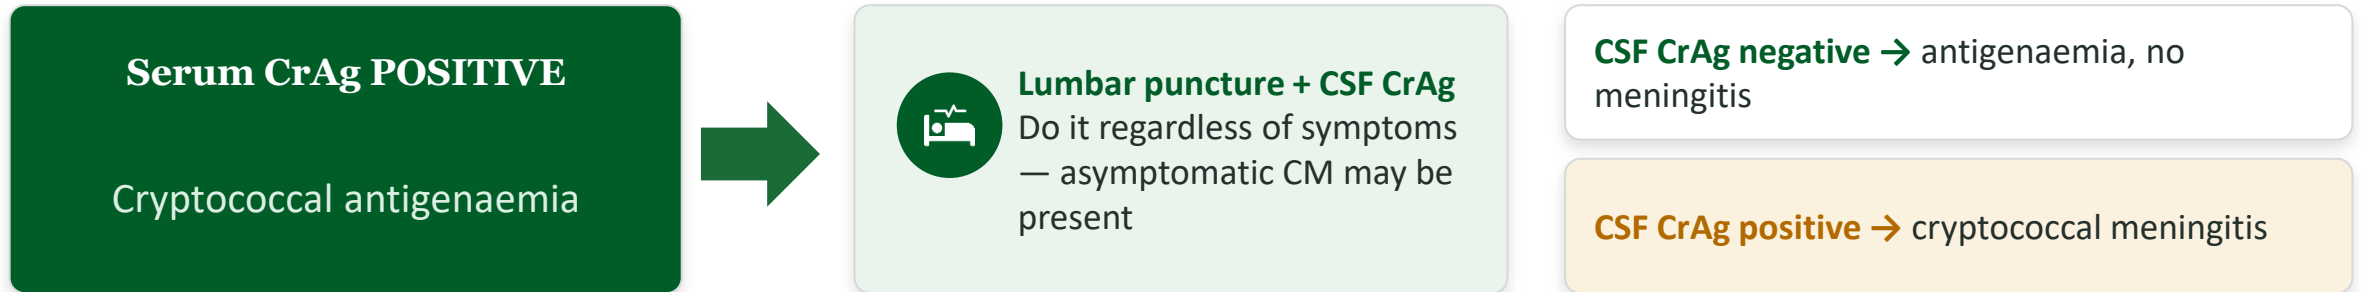 Serum CrAg POSITIVE
Cryptococcal antigenaemia
Lumbar puncture + CSF CrAg
Do it regardless of symptoms
— asymptomatic CM may be
present
CSF CrAg negative → antigenaemia, no
meningitis
CSF CrAg positive → cryptococcal meningitis